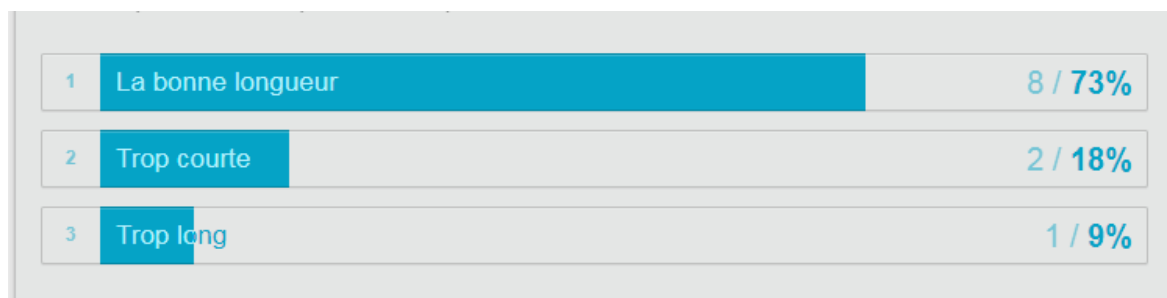 1 La bonne longueur 8 / 73%
2 Trop courte 2 / 18%
3 Trop long 1 / 9%